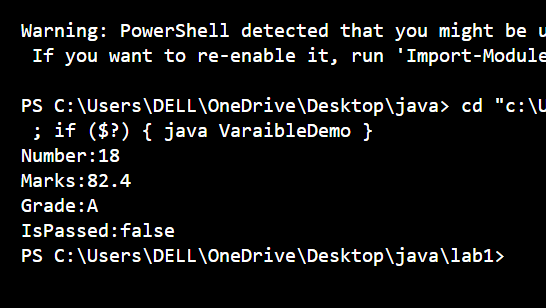 Warning: PowerShell detected that you might be u
If you want to re-enable it, run 'Import-Module
PS C:\Users\DELL\OneDrive\Desktop\java> cd "c:\U
; if ($?) { java VaraibleDemo }
Number:18
Marks:82.4
Grade:A
IsPassed:false
PS C:\Users\DELL\OneDrive\Desktop\java\lab1>